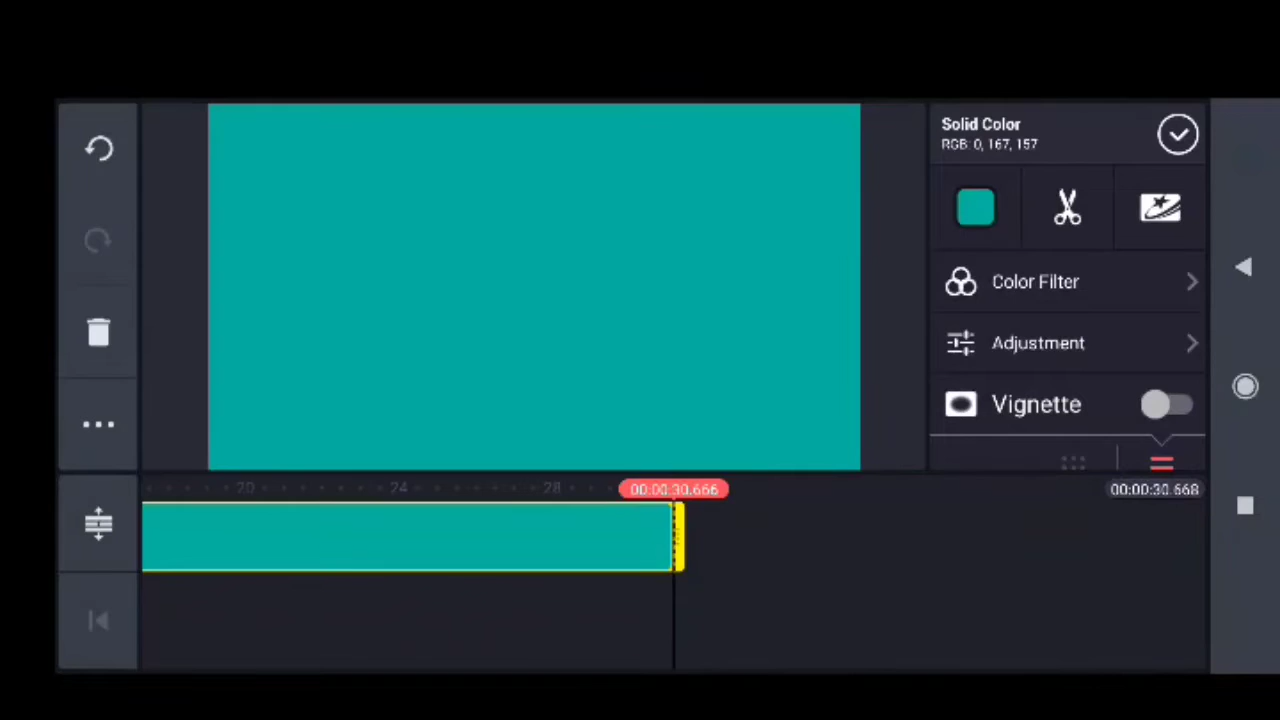 Solid Color
RGB: 0, 167, 157
Color Filter
Adjustment
Vignette
20
24
28
00:00:30.666
00:00:30.668